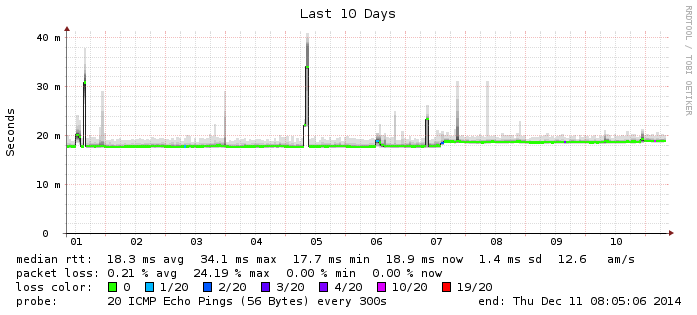 Last 10 Days
RRDTOOL / TOBI OETIKER
Seconds
40 m
30 m
20 m
10 m
0
01 02 03 04 05 06 07 08 09 10
median rtt: 18.3 ms avg 34.1 ms max 17.7 ms min 18.9 ms now 1.4 ms sd 12.6 am/s
packet loss: 0.21 % avg 24.19 % max 0.00 % min 0.00 % now
loss color: 0 1/20 2/20 3/20 4/20 10/20 19/20
probe: 20 ICMP Echo Pings (56 Bytes) every 300s end: Thu Dec 11 08:05:06 2014